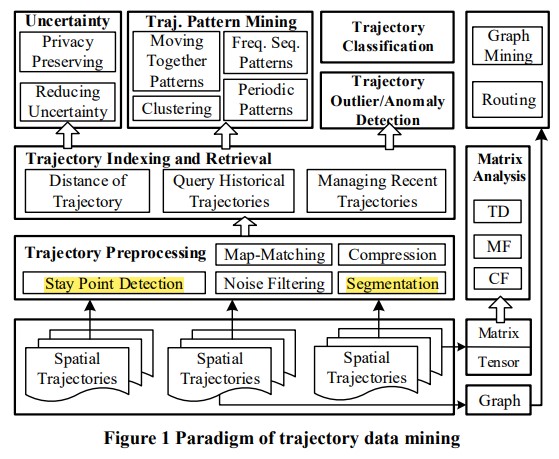 Uncertainty
Privacy
Preserving
Reducing
Uncertainty
Traj. Pattern Mining
Moving
Together
Patterns
Freq. Seq.
Patterns
Clustering
Periodic
Patterns
Trajectory
Classification
Trajectory
Outlier/Anomaly
Detection
Graph
Mining
Routing
Trajectory Indexing and Retrieval
Distance of
Trajectory
Query Historical
Trajectories
Managing Recent
Trajectories
Matrix
Analysis
TD
MF
CF
Trajectory Preprocessing
Map-Matching
Compression
Stay Point Detection
Noise Filtering
Segmentation
Spatial
Trajectories
Spatial
Trajectories
Spatial
Trajectories
Matrix
Tensor
Graph
Figure 1 Paradigm of trajectory data mining